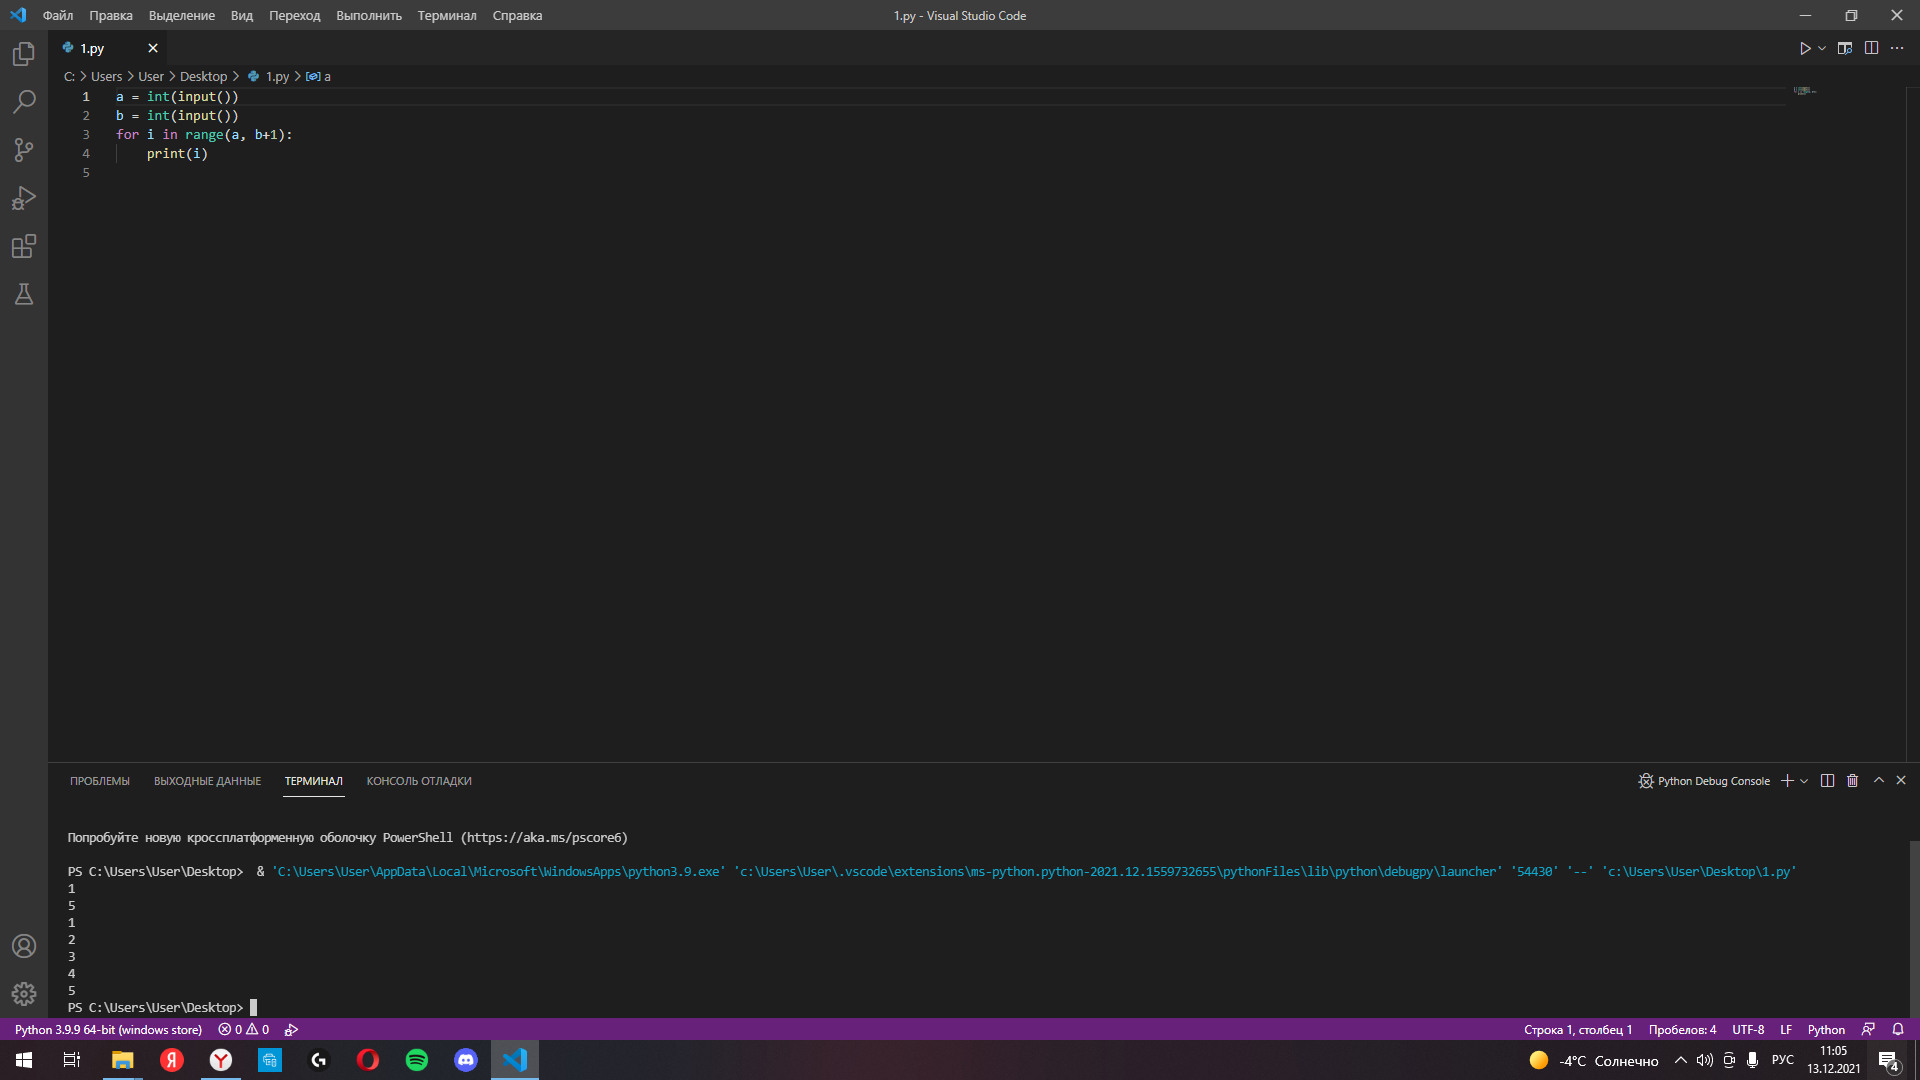 Файл Правка Выделение Вид Переход Выполнить Терминал Справка
1.py - Visual Studio Code
1.py
C: > Users > User > Desktop > 1.py > a
1 a = int(input())
2 b = int(input())
3 for i in range(a, b+1):
4     print(i)
5
ПРОБЛЕМЫ ВЫХОДНЫЕ ДАННЫЕ ТЕРМИНАЛ КОНСОЛЬ ОТЛАДКИ
Python Debug Console
Попробуйте новую кроссплатформенную оболочку PowerShell (https://aka.ms/pscore6)
PS C:\Users\User\Desktop>  & 'C:\Users\User\AppData\Local\Microsoft\WindowsApps\python3.9.exe' 'c:\Users\User\.vscode\extensions\ms-python.python-2021.12.1559732655\pythonFiles\lib\python\debugpy\launcher' '54430' '--' 'c:\Users\User\Desktop\1.py'
1
5
1
2
3
4
5
PS C:\Users\User\Desktop>
Python 3.9.9 64-bit (windows store) 0 0
Строка 1, столбец 1 Пробелов: 4 UTF-8 LF Python
-4°C Солнечно РУС
11:05
13.12.2021
4